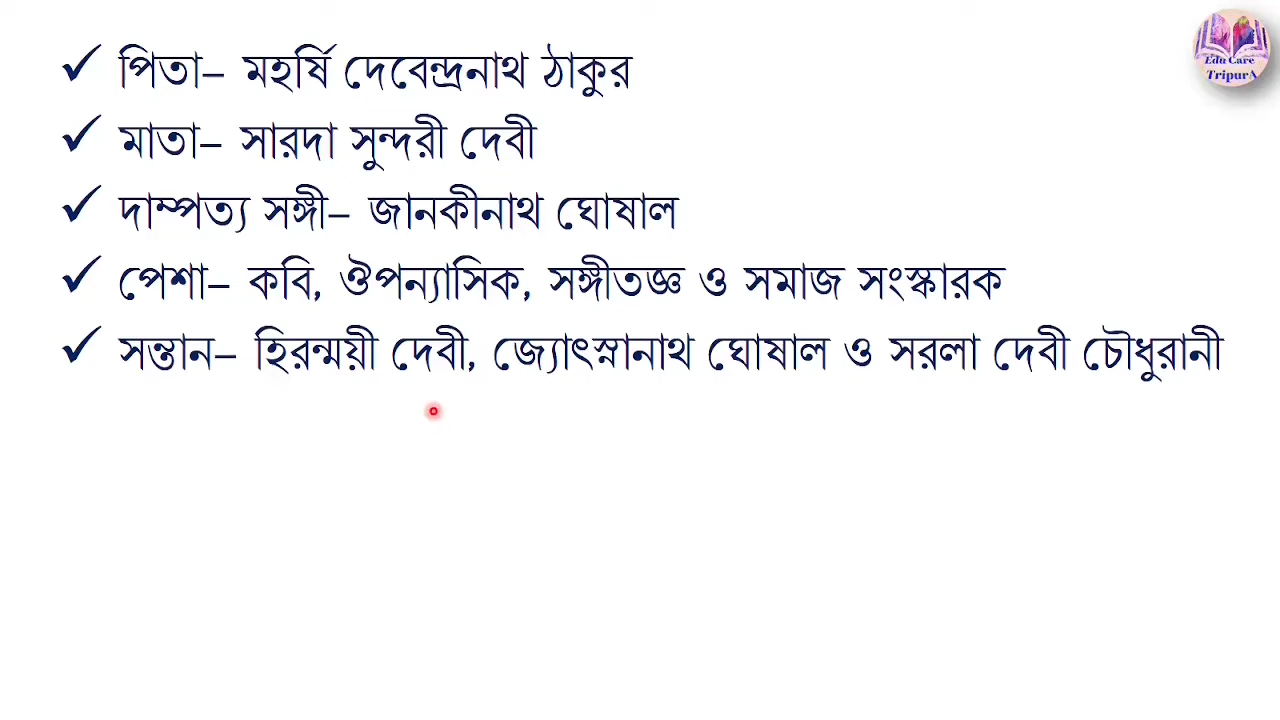 ✓ পিতা– মহর্ষি দেবেন্দ্রনাথ ঠাকুর
Edu Care
TripurA
✓ মাতা– সারদা সুন্দরী দেবী
✓ দাম্পত্য সঙ্গী– জানকীনাথ ঘোষাল
✓ পেশা– কবি, ঔপন্যাসিক, সঙ্গীতজ্ঞ ও সমাজ সংস্কারক
✓ সন্তান– হিরন্ময়ী দেবী, জ্যোৎস্নানাথ ঘোষাল ও সরলা দেবী চৌধুরানী